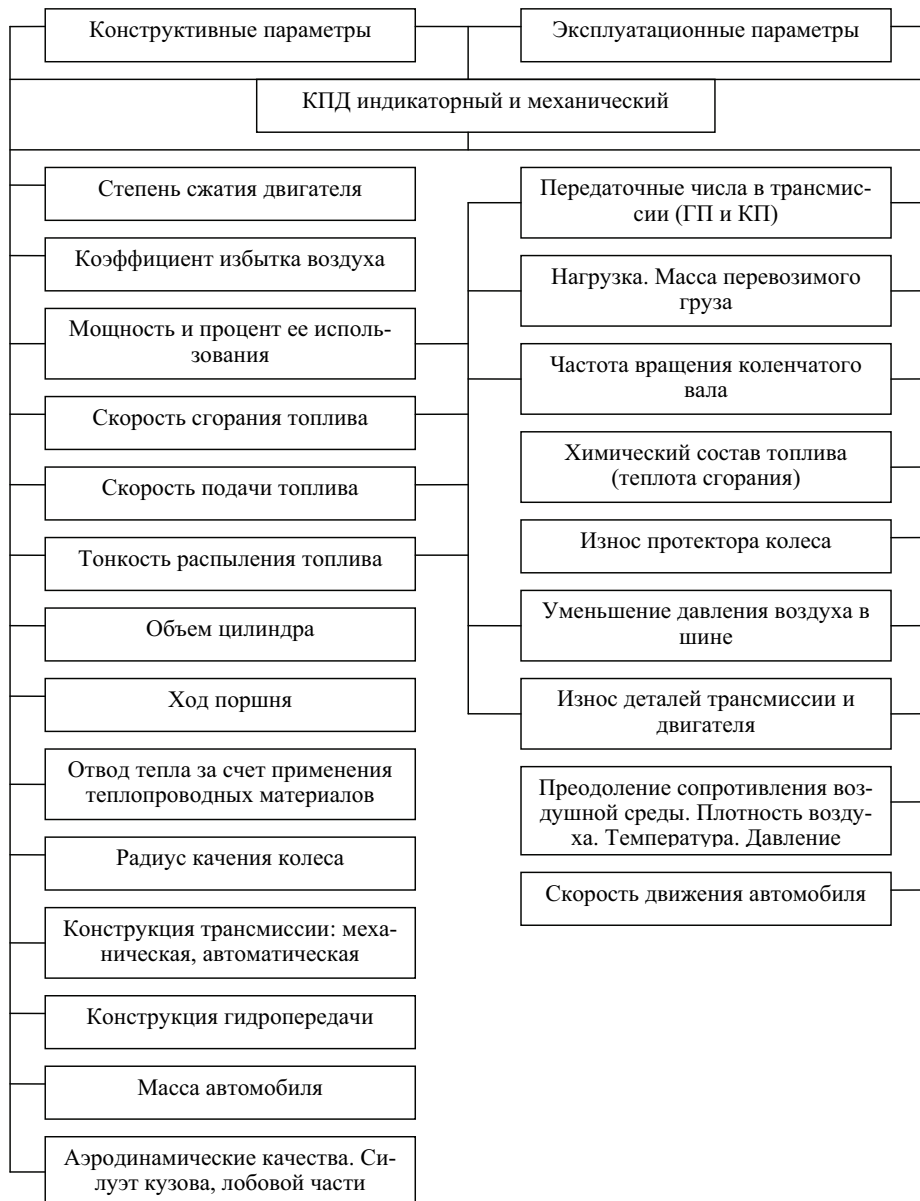 Конструктивные параметры
Эксплуатационные параметры
КПД индикаторный и механический
Степень сжатия двигателя
Коэффициент избытка воздуха
Мощность и процент ее исполь-
зования
Скорость сгорания топлива
Скорость подачи топлива
Тонкость распыления топлива
Объем цилиндра
Ход поршня
Отвод тепла за счет применения
теплопроводных материалов
Радиус качения колеса
Конструкция трансмиссии: меха-
ническая, автоматическая
Конструкция гидропередачи
Масса автомобиля
Аэродинамические качества. Си-
луэт кузова, лобовой части
Передаточные числа в трансмис-
сии (ГП и КП)
Нагрузка. Масса перевозимого
груза
Частота вращения коленчатого
вала
Химический состав топлива
(теплота сгорания)
Износ протектора колеса
Уменьшение давления воздуха в
шине
Износ деталей трансмиссии и
двигателя
Преодоление сопротивления воз-
душной среды. Плотность возду-
ха. Температура. Давление
Скорость движения автомобиля